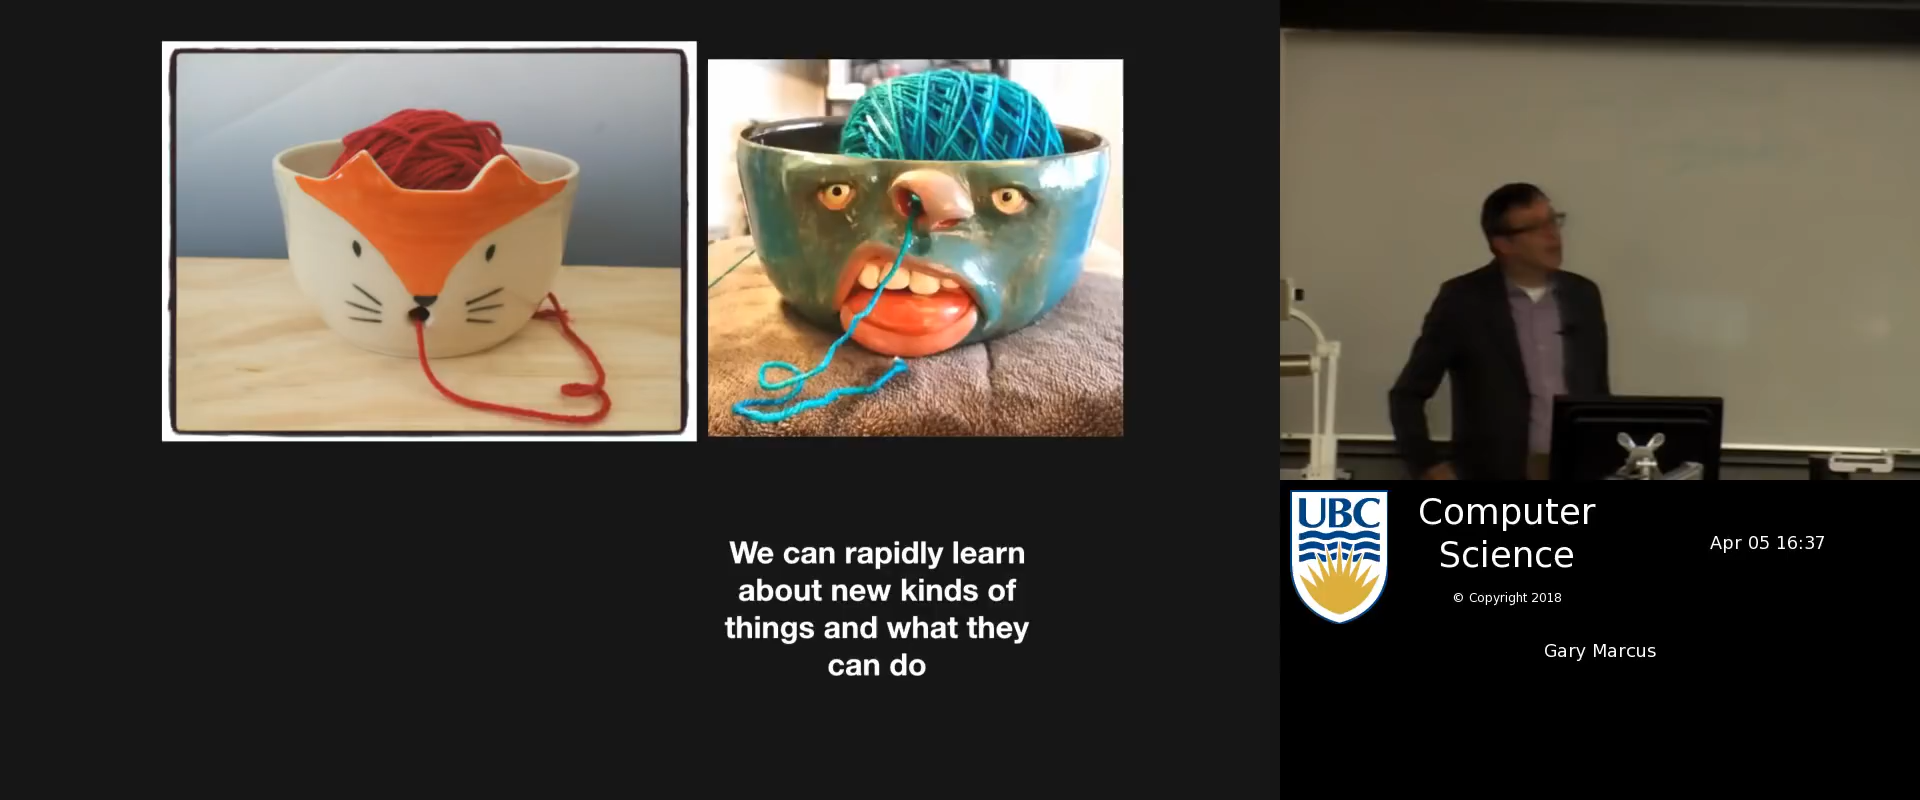 We can rapidly learn
about new kinds of
things and what they
can do
UBC
Computer
Science
Apr 05 16:37
© Copyright 2018
Gary Marcus